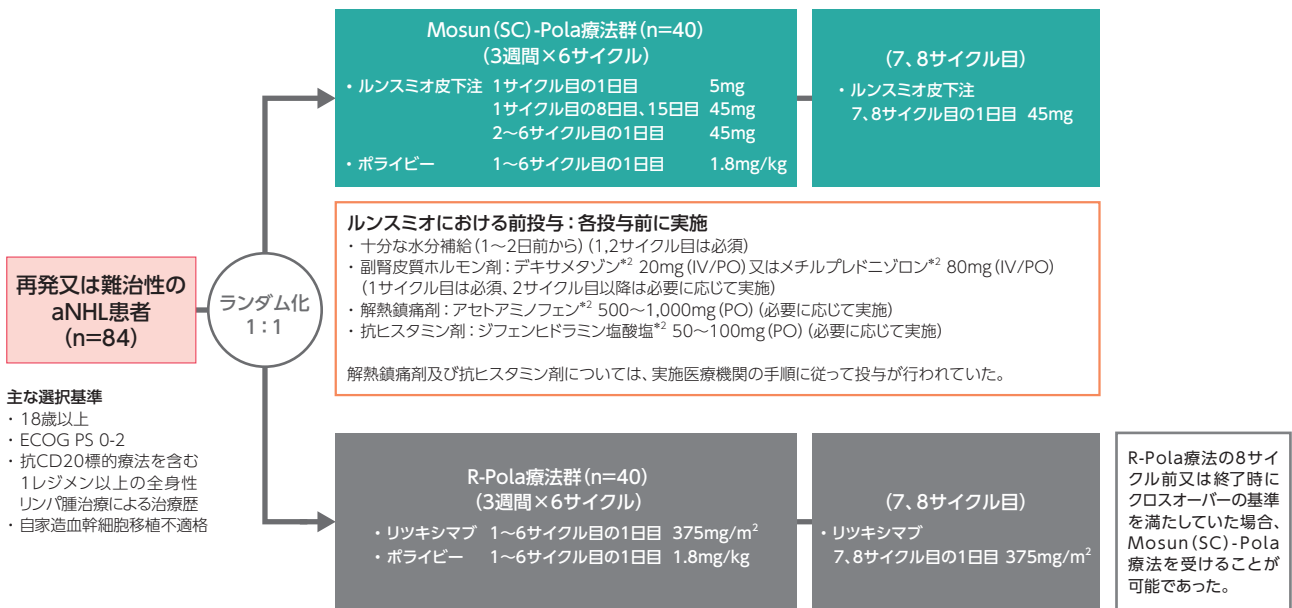 Mosun(SC)-Pola療法群(n=40)
(3週間×6サイクル)
・ルンスミオ皮下注 1サイクル目の1日目 5mg
1サイクル目の8日目、15日目 45mg
2~6サイクル目の1日目 45mg
・ポライビー 1~6サイクル目の1日目 1.8mg/kg
(7、8サイクル目)
・ルンスミオ皮下注
7、8サイクル目の1日目 45mg
再発又は難治性の
aNHL患者
(n=84)
ランダム化
1:1
ルンスミオにおける前投与:各投与前に実施
・十分な水分補給(1~2日前から)(1,2サイクル目は必須)
・副腎皮質ホルモン剤:デキサメタゾン*2 20mg(IV/PO)又はメチルプレドニゾロン*2 80mg(IV/PO)
(1サイクル目は必須、2サイクル目以降は必要に応じて実施)
・解熱鎮痛剤:アセトアミノフェン*2 500~1,000mg(PO)(必要に応じて実施)
・抗ヒスタミン剤:ジフェンヒドラミン塩酸塩*2 50~100mg(PO)(必要に応じて実施)
解熱鎮痛剤及び抗ヒスタミン剤については、実施医療機関の手順に従って投与が行われていた。
主な選択基準
・18歳以上
・ECOG PS 0-2
・抗CD20標的療法を含む
1レジメン以上の全身性
リンパ腫治療による治療歴
・自家造血幹細胞移植不適格
R-Pola療法群(n=40)
(3週間×6サイクル)
・リツキシマブ 1~6サイクル目の1日目 375mg/m²
・ポライビー 1~6サイクル目の1日目 1.8mg/kg
(7、8サイクル目)
・リツキシマブ
7、8サイクル目の1日目 375mg/m²
R-Pola療法の8サイ
クル前又は終了時に
クロスオーバーの基準
を満たしていた場合、
Mosun(SC)-Pola
療法を受けることが
可能であった。